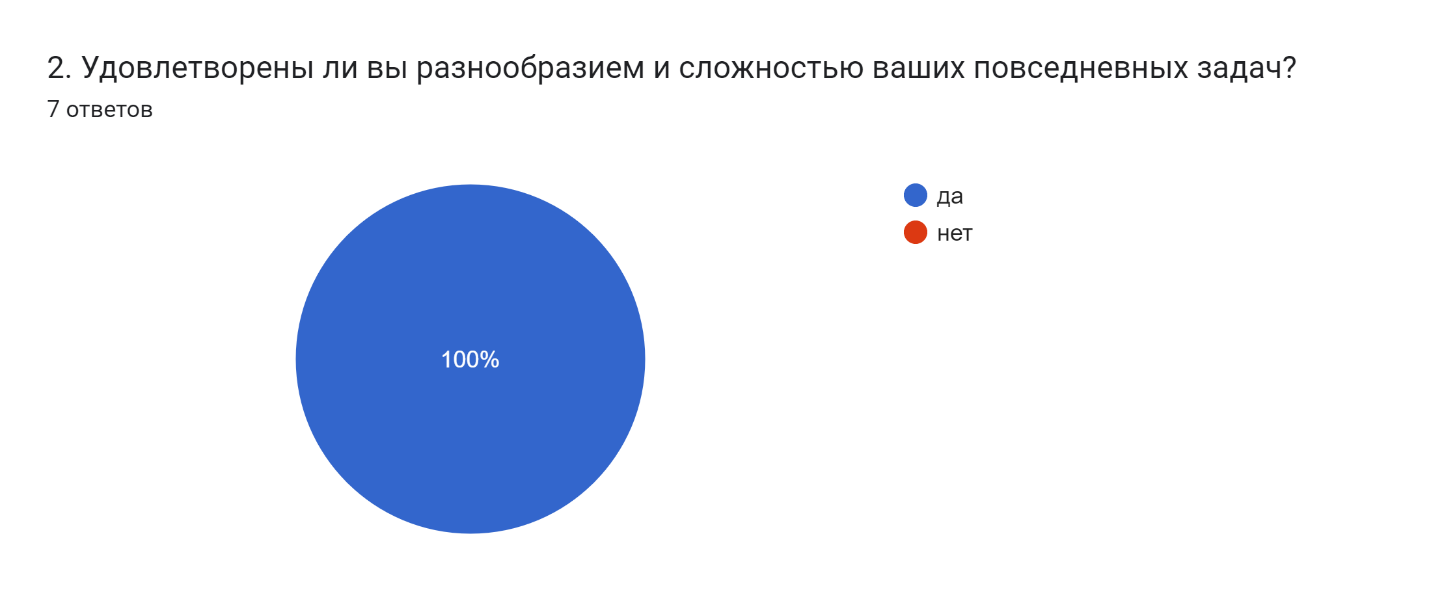 2. Удовлетворены ли вы разнообразием и сложностью ваших повседневных задач?
7 ответов
да
нет
100%